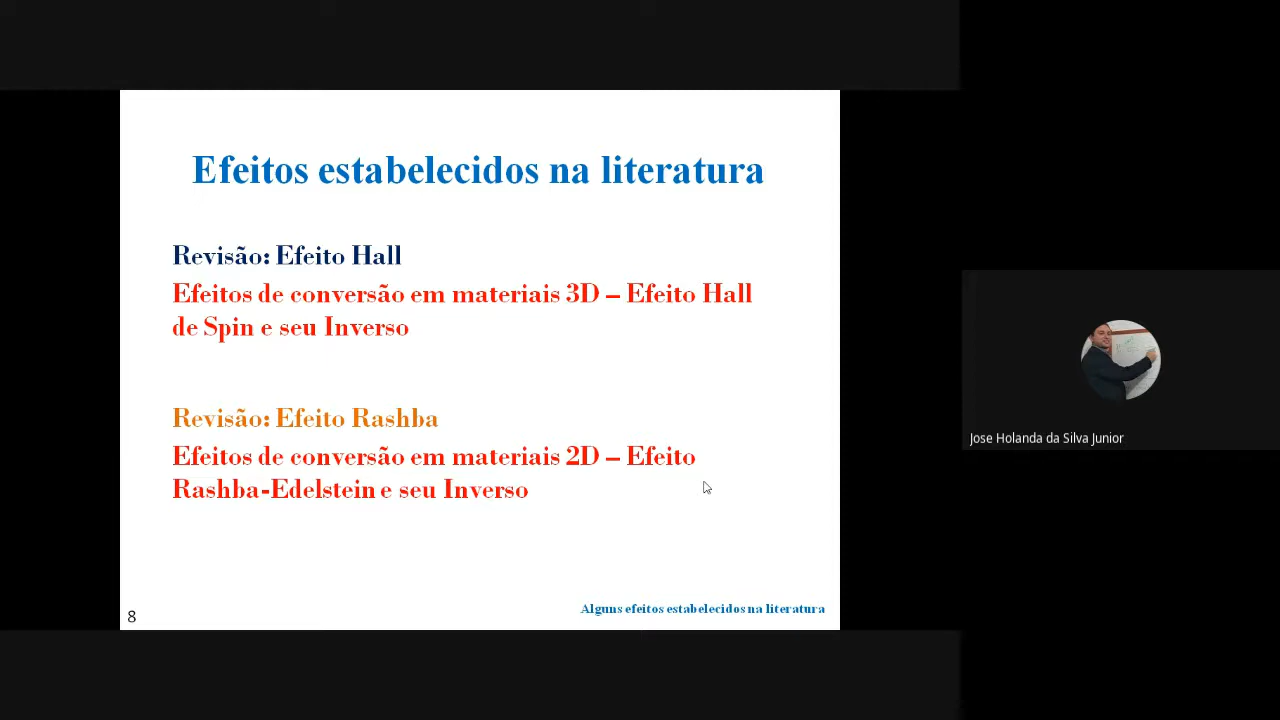 Efeitos estabelecidos na literatura
Revisão: Efeito Hall
Efeitos de conversão em materiais 3D – Efeito Hall
de Spin e seu Inverso
Revisão: Efeito Rashba
Efeitos de conversão em materiais 2D – Efeito
Rashba-Edelstein e seu Inverso
Jose Holanda da Silva Junior
Alguns efeitos estabelecidos na literatura
8